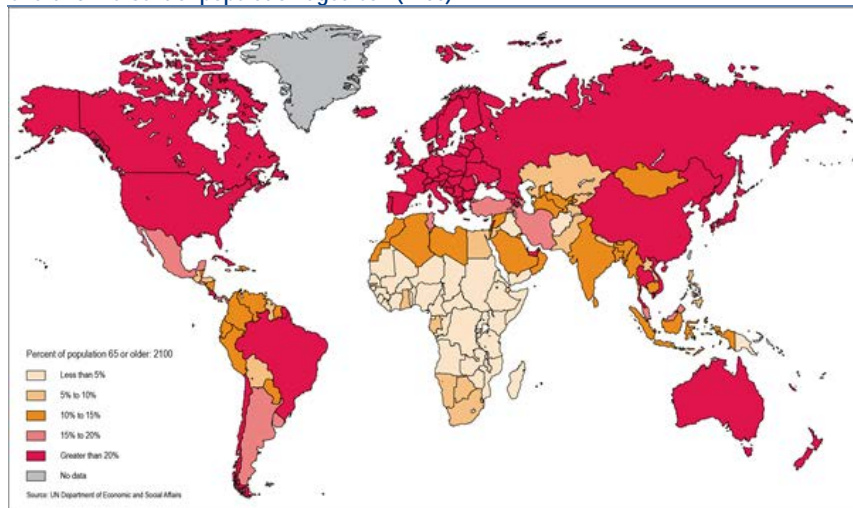 Percent of population 65 or older: 2100
Less than 5%
5% to 10%
10% to 15%
15% to 20%
Greater than 20%
No data
Source: UN Department of Economic and Social Affairs